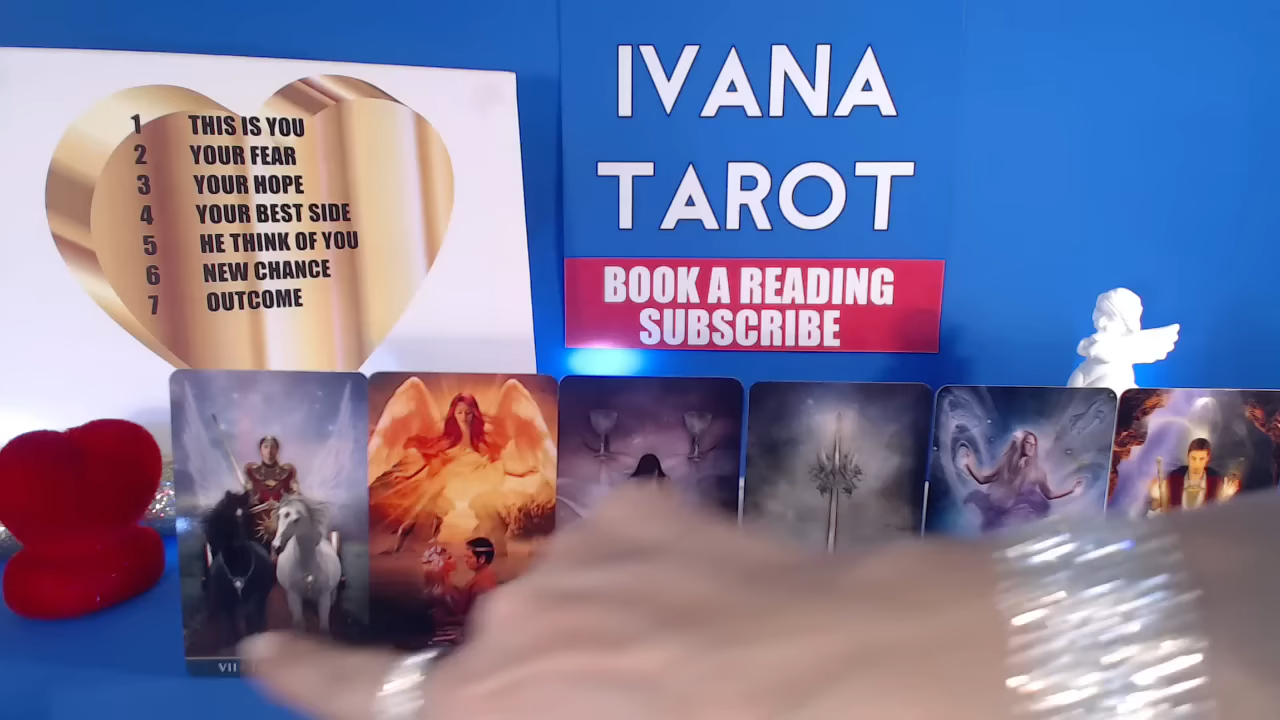 1 THIS IS YOU
2 YOUR FEAR
3 YOUR HOPE
4 YOUR BEST SIDE
5 HE THINK OF YOU
6 NEW CHANCE
7 OUTCOME
IVANA
TAROT
BOOK A READING
SUBSCRIBE
VII